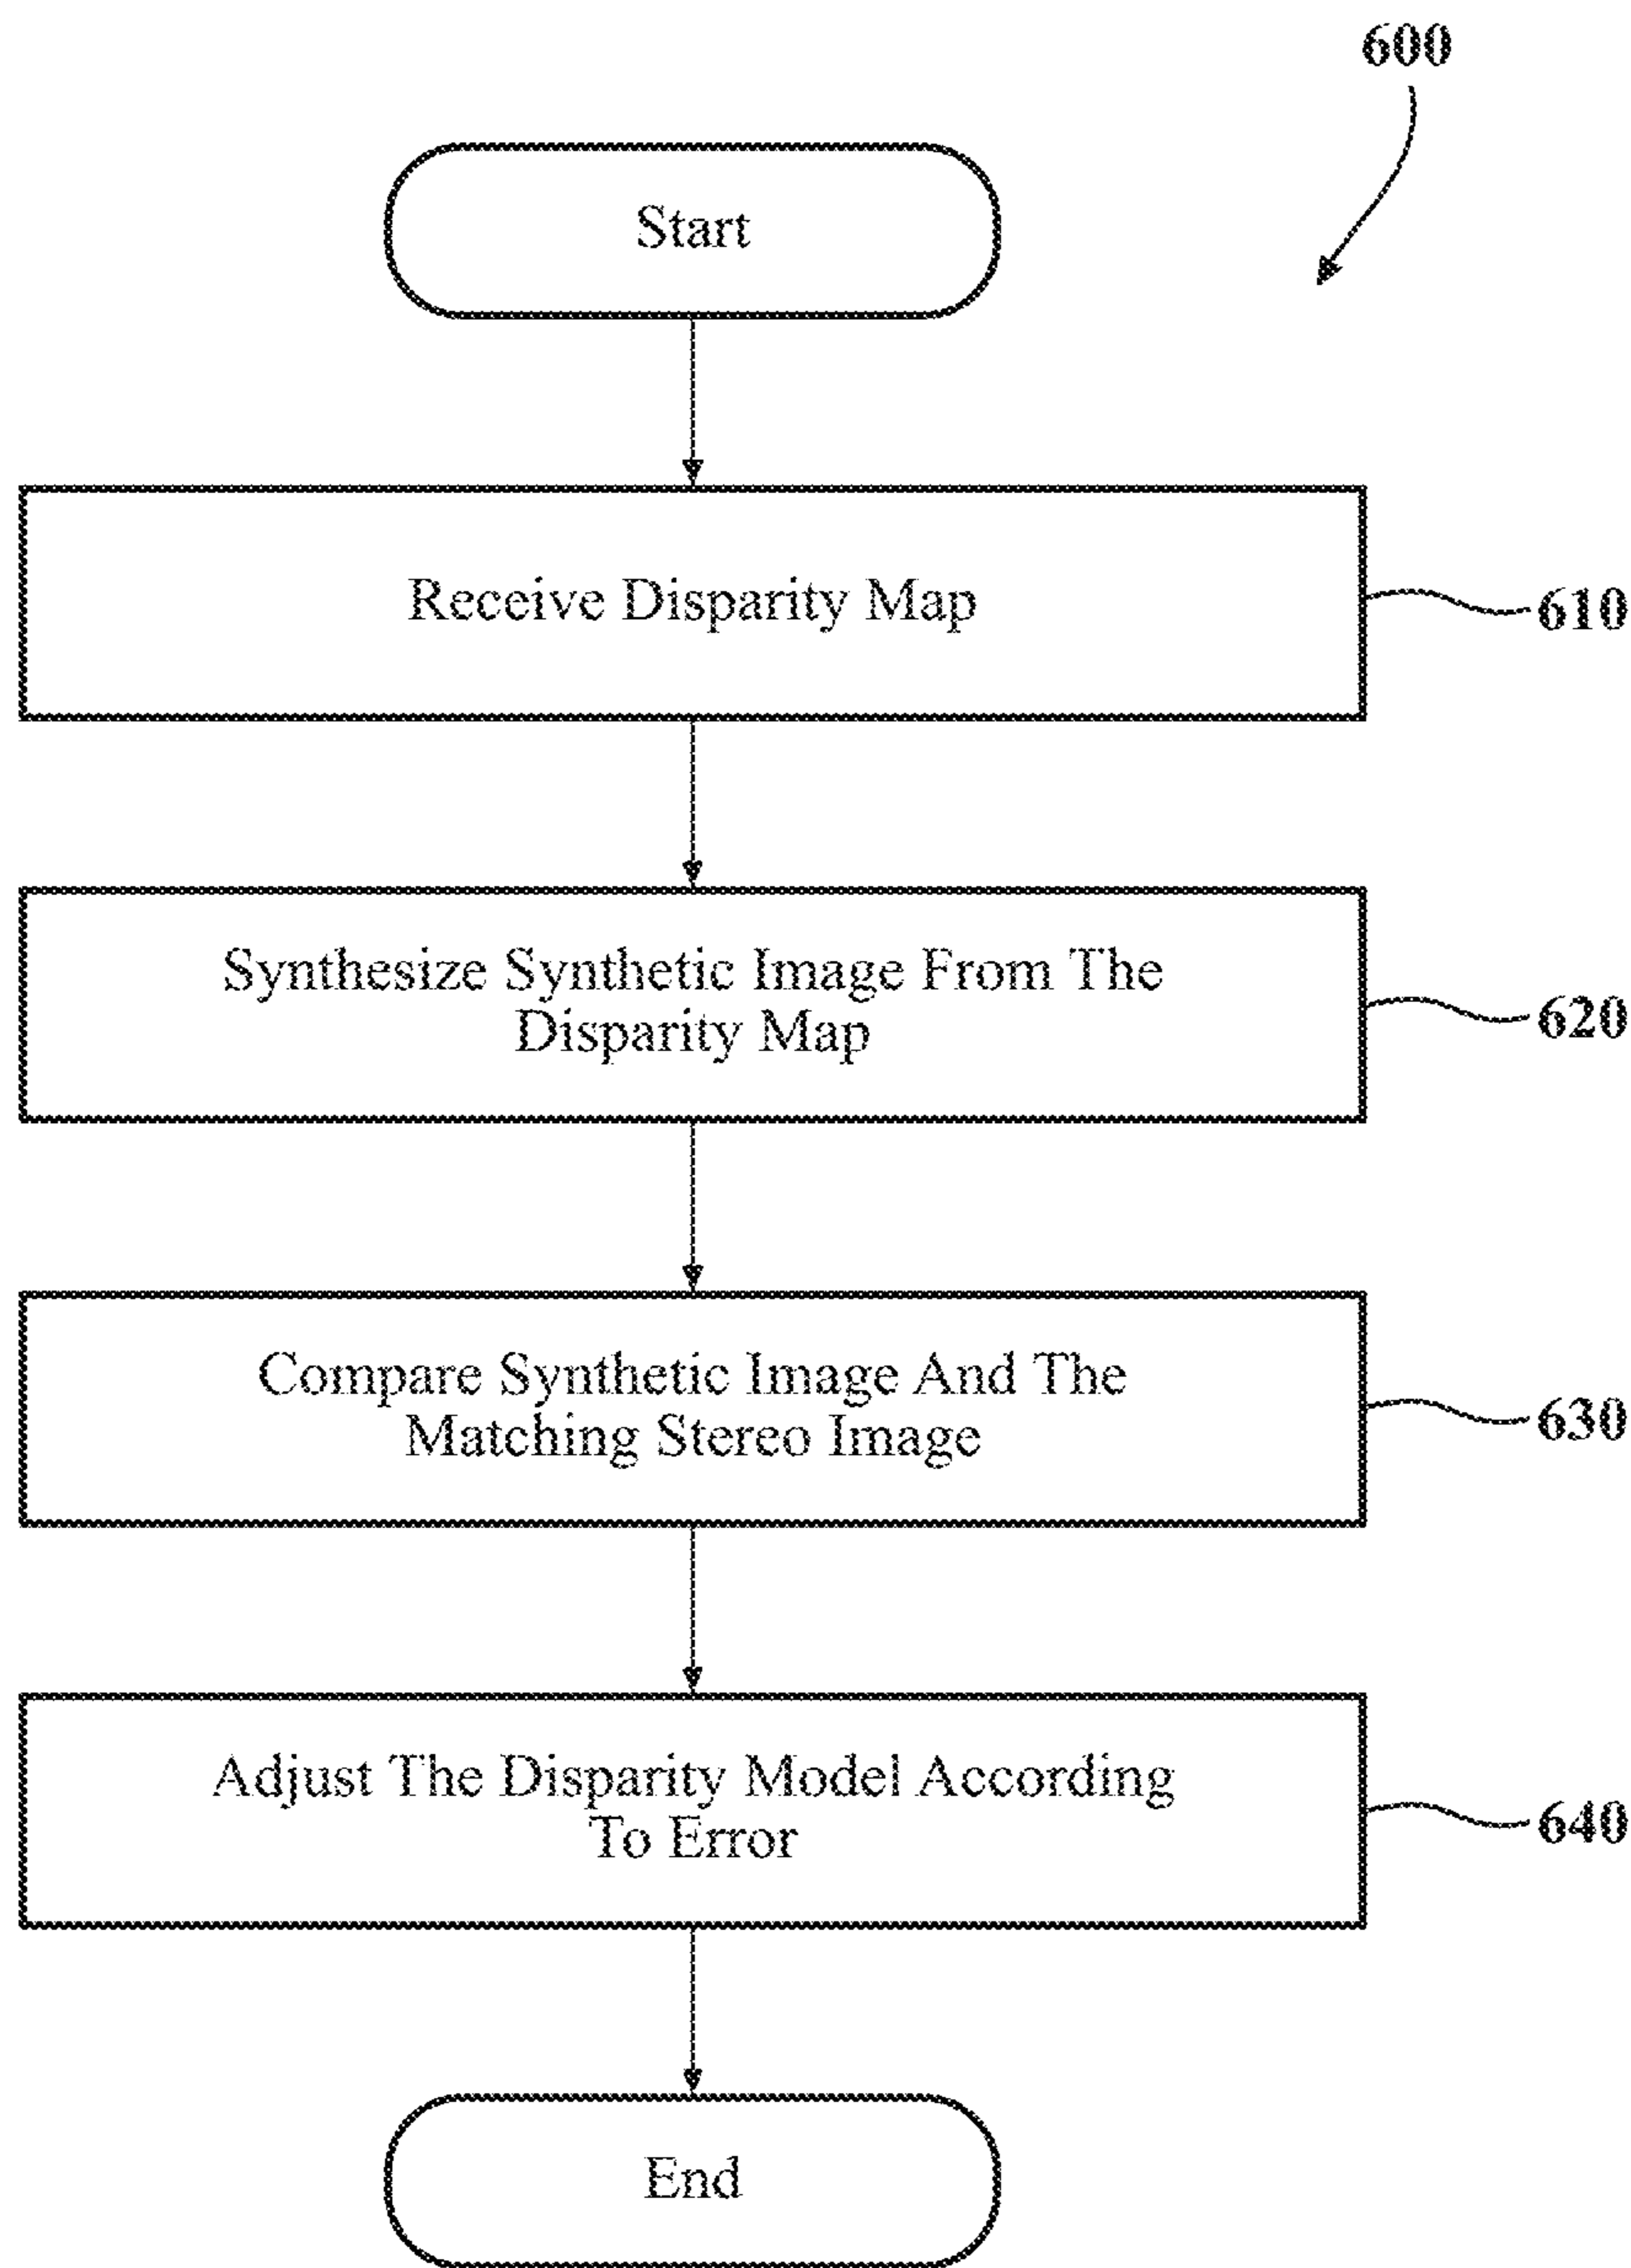 600
Start
Receive Disparity Map
610
Synthesize Synthetic Image From The
Disparity Map
620
Compare Synthetic Image And The
Matching Stereo Image
630
Adjust The Disparity Model According
To Error
640
End